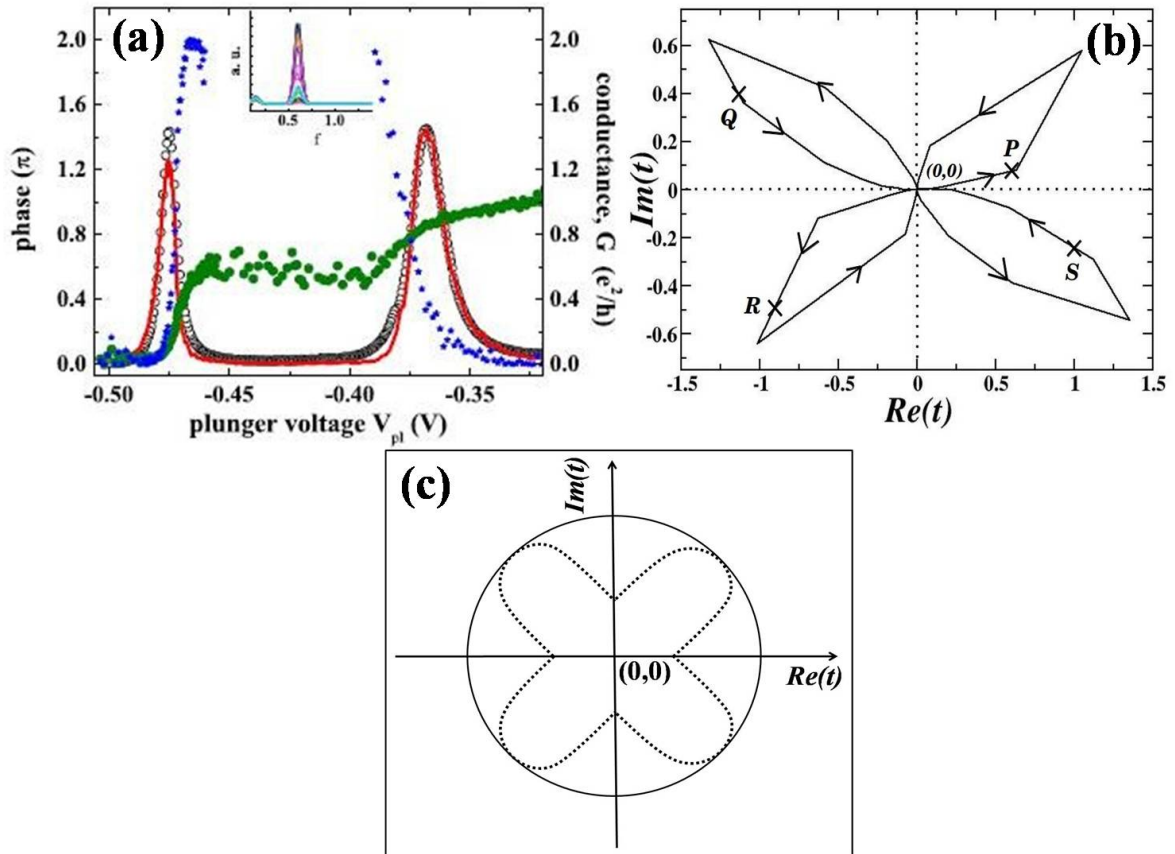 (a)
phase (π)
2.0
1.6
1.2
0.8
0.4
0.0
a. u.
0.5
1.0
f
2.0
1.6
1.2
0.8
0.4
0.0
conductance, G (e²/h)
-0.50
-0.45
-0.40
-0.35
plunger voltage V_pl (V)
(b)
Im(t)
0.6
0.4
0.2
0
-0.2
-0.4
-0.6
Q
P
(0,0)
R
S
-1.5
-1
-0.5
0
0.5
1
1.5
Re(t)
(c)
Im(t)
(0,0)
Re(t)